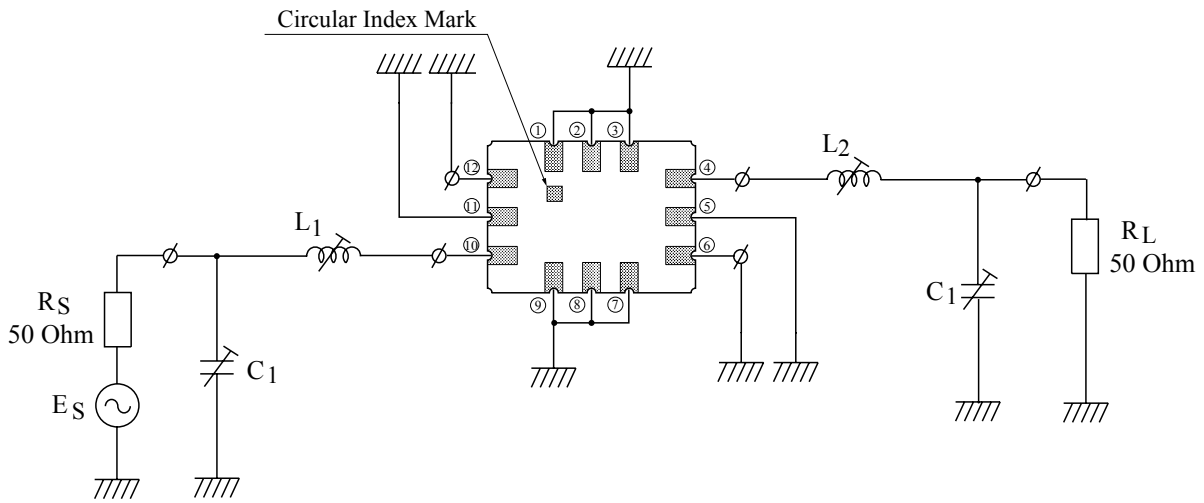 Circular Index Mark
① ② ③
⑫ ④
L2
⑪ ⑤
L1
⑩ ⑥
RL
50 Ohm
RS
50 Ohm
⑨ ⑧ ⑦
C1
C1
ES